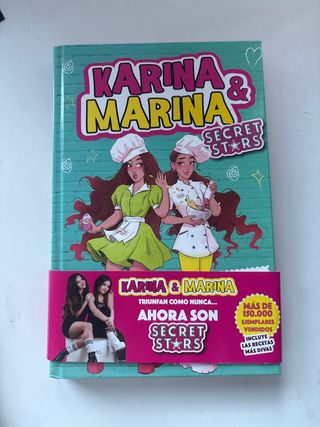 KARINA
&
MARINA
SECRET
STARS
KARINA & MARINA
TRIUNFAN COMO NUNCA...
AHORA SON
SECRET
STARS
MÁS DE
150.000
EJEMPLARES
VENDIDOS
INCLUYE
LAS RECETAS
MÁS DIVAS